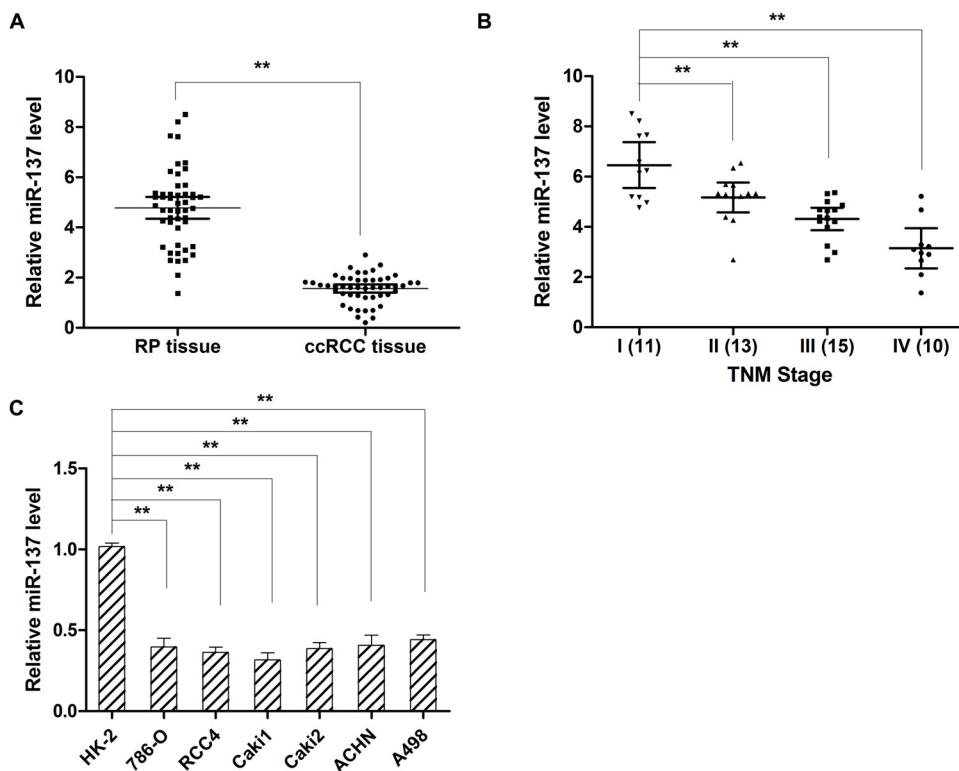 A
**
Relative miR-137 level
10
8
6
4
2
0
RP tissue
ccRCC tissue
B
**
**
**
Relative miR-137 level
10
8
6
4
2
0
I (11)
II (13)
III (15)
IV (10)
TNM Stage
C
**
**
**
**
**
**
Relative miR-137 level
1.5
1.0
0.5
0.0
HK-2
786-O
RCC4
Caki1
Caki2
ACHN
A498